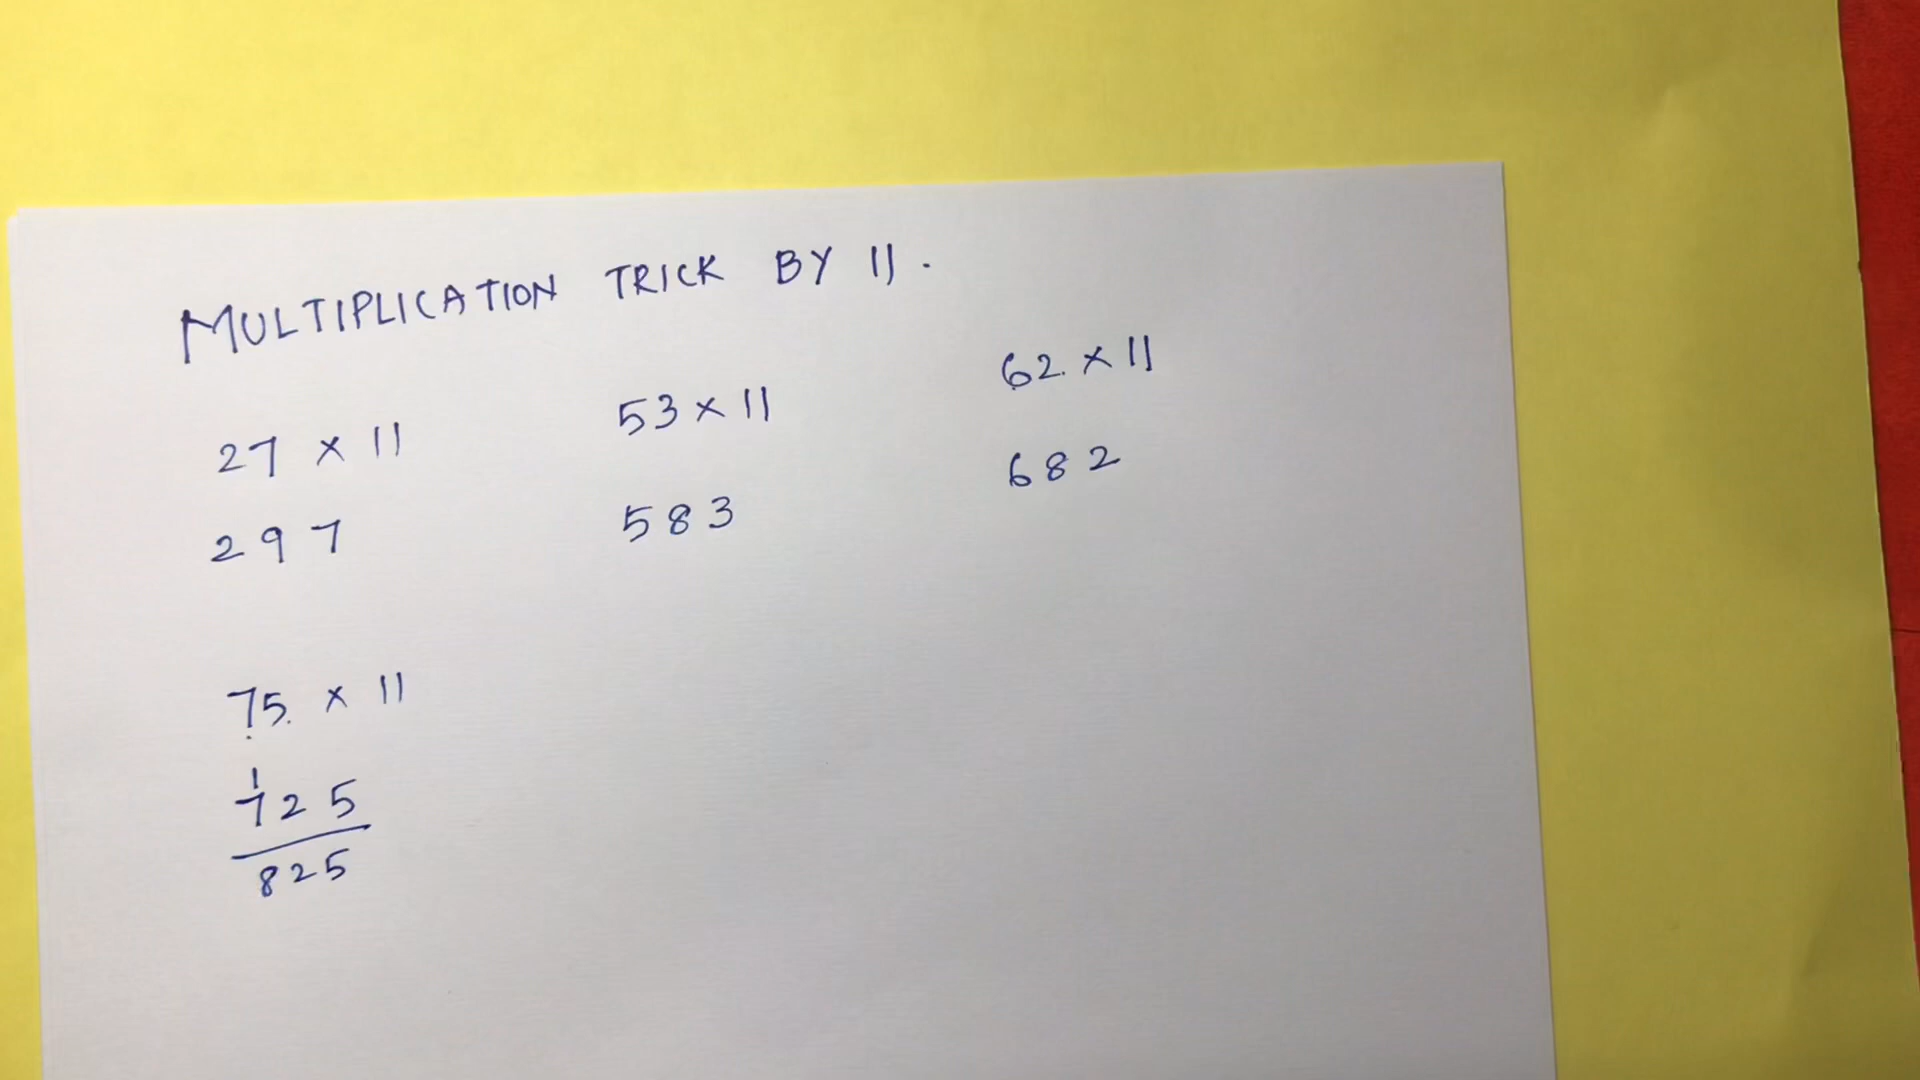 MULTIPLICATION TRICK BY 11.
27 x 11
297
53 x 11
583
62 x 11
682
75 x 11
1
725
825